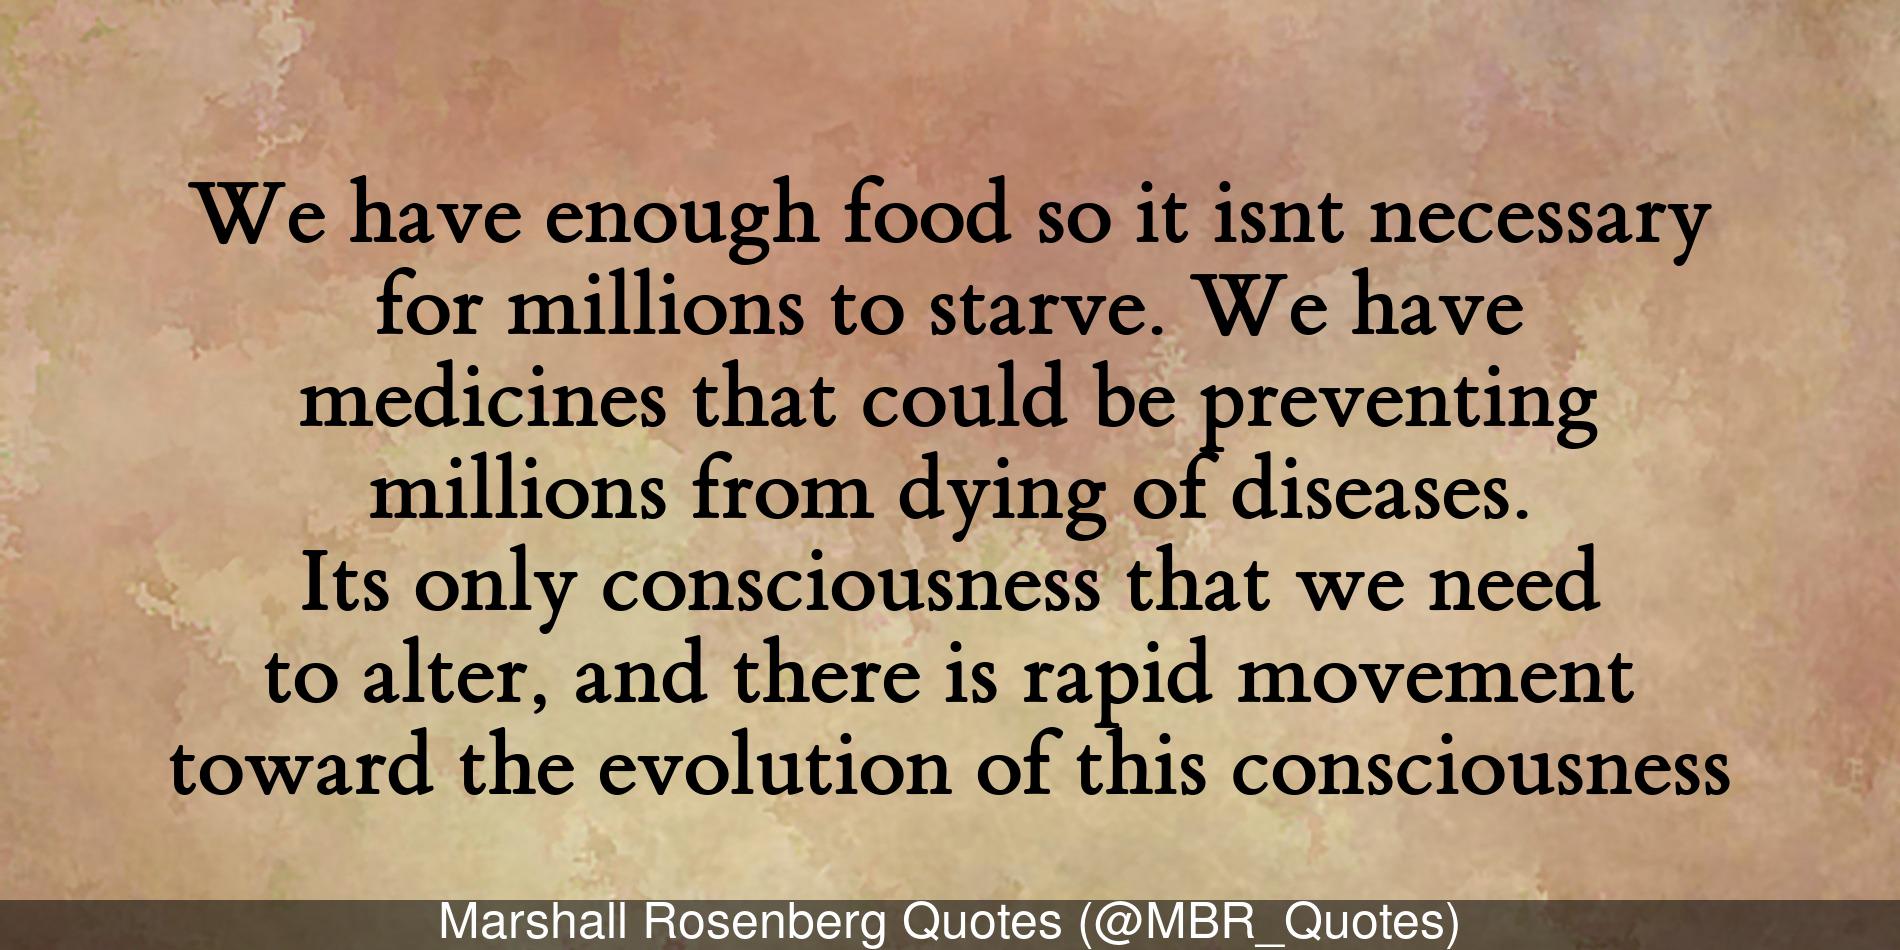 We have enough food so it isnt necessary
for millions to starve. We have
medicines that could be preventing
millions from dying of diseases.
Its only consciousness that we need
to alter, and there is rapid movement
toward the evolution of this consciousness
Marshall Rosenberg Quotes (@MBR_Quotes)